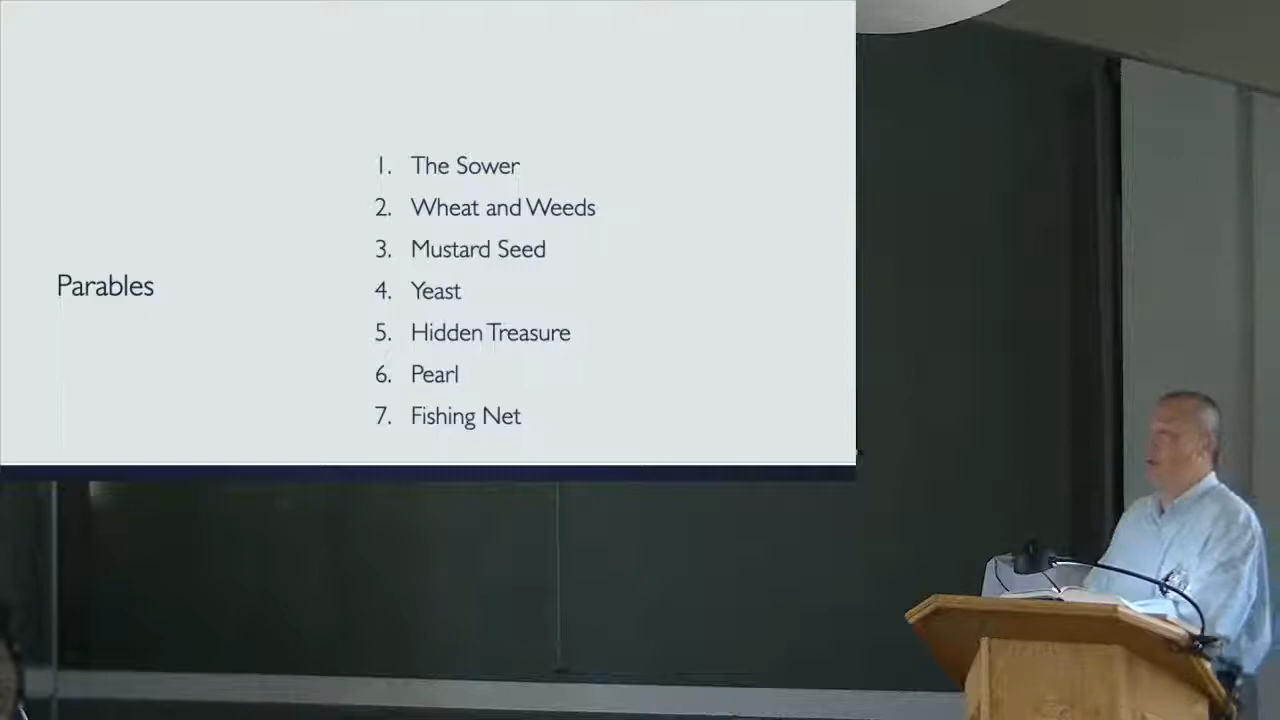 Parables
1. The Sower
2. Wheat and Weeds
3. Mustard Seed
4. Yeast
5. Hidden Treasure
6. Pearl
7. Fishing Net